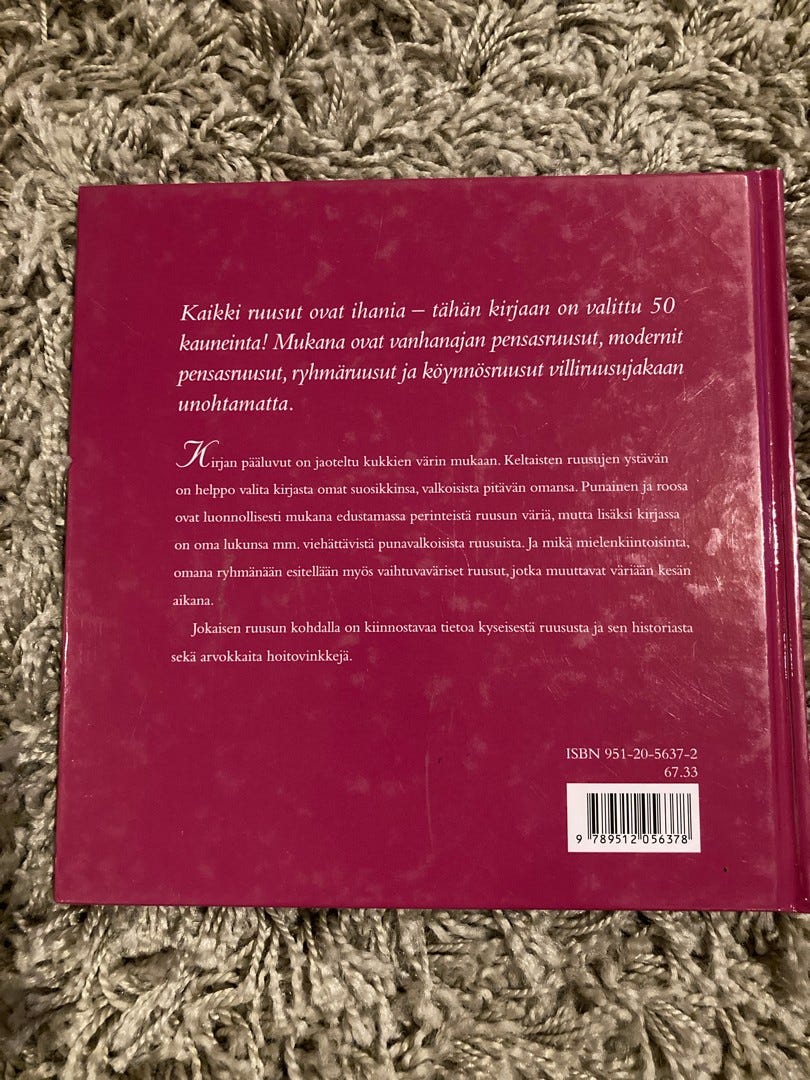 Kaikki ruusut ovat ihania – tähän kirjaan on valittu 50
kauneinta! Mukana ovat vanhanajan pensasruusut, modernit
pensasruusut, ryhmäruusut ja köynnösruusut villiruusujakaan
unohtamatta.
Kirjan pääluvut on jaoteltu kukkien värin mukaan. Keltaisten ruusujen ystävän
on helppo valita kirjasta omat suosikkinsa, valkoisista pitävän omansa. Punainen ja roosa
ovat luonnollisesti mukana edustamassa perinteistä ruusun väriä, mutta lisäksi kirjassa
on oma lukunsa mm. viehättävistä punavalkoisista ruusuista. Ja mikä mielenkiintoisinta,
omana ryhmänään esitellään myös vaihtuvaväriset ruusut, jotka muuttavat väriään kesän
aikana.
Jokaisen ruusun kohdalla on kiinnostavaa tietoa kyseisestä ruususta ja sen historiasta
sekä arvokkaita hoitovinkkejä.
ISBN 951-20-5637-2
67.33
9 789512 056378